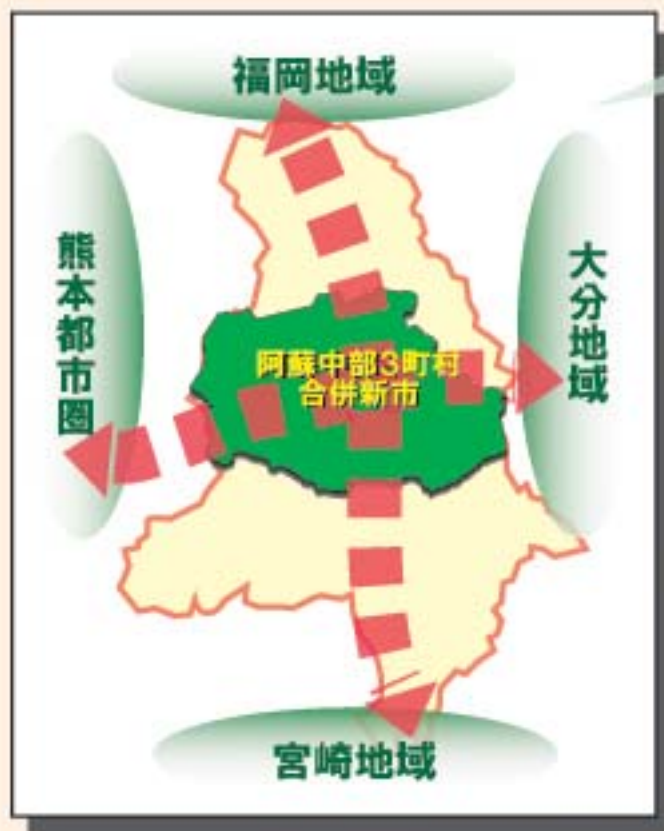 福岡地域
熊本都市圏
大分地域
阿蘇中部3町村
合併新市
宮崎地域